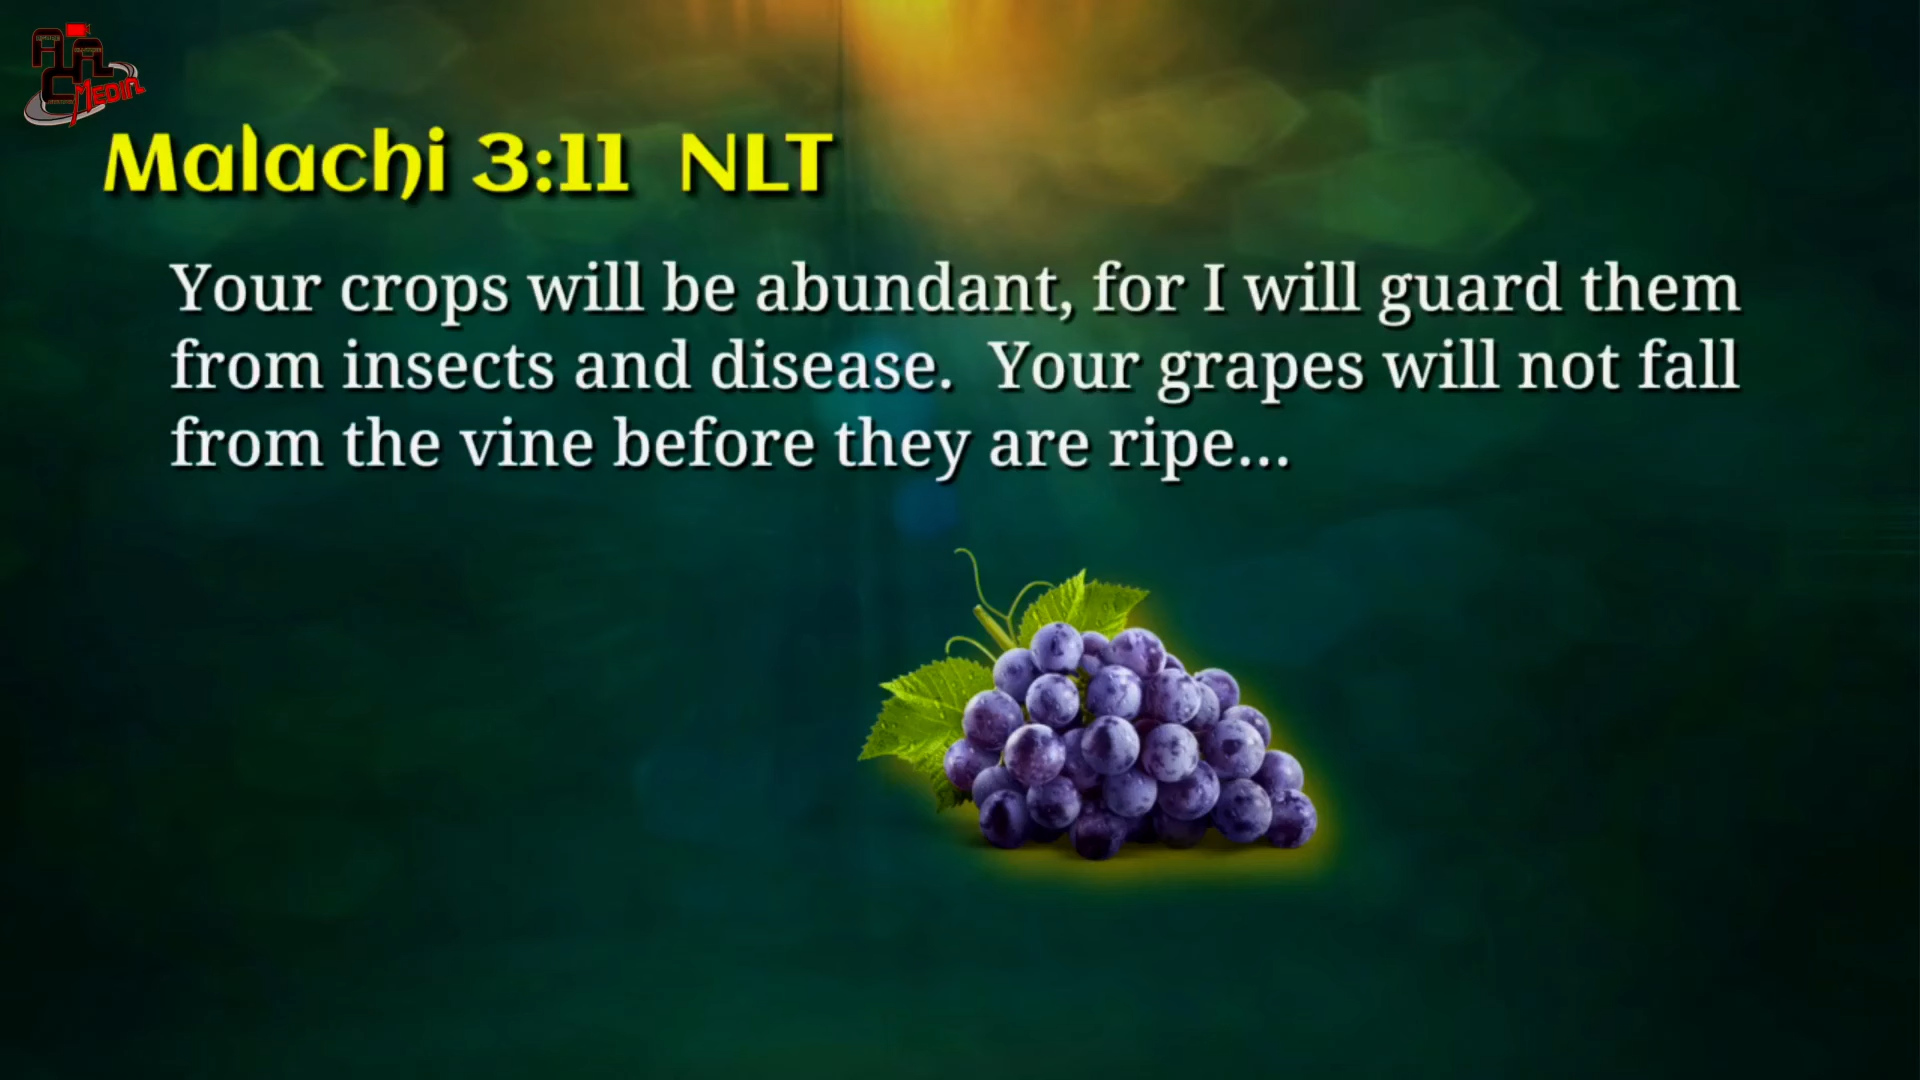 MEDIA
Malachi 3:11 NLT
Your crops will be abundant, for I will guard them
from insects and disease. Your grapes will not fall
from the vine before they are ripe...